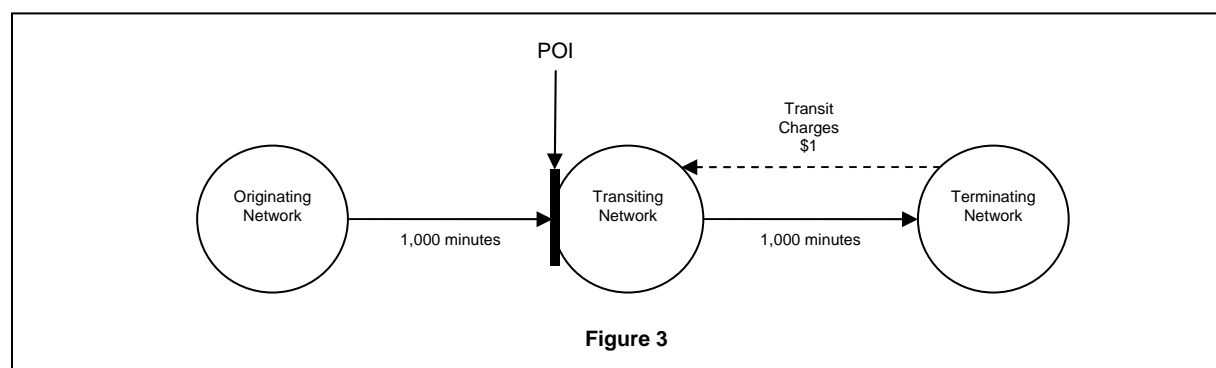 POI
Transit
Charges
$1
Originating
Network
Transiting
Network
Terminating
Network
1,000 minutes
1,000 minutes
Figure 3